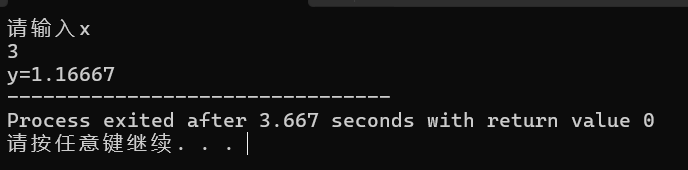 请输入x
3
y=1.16667
--------------------------------
Process exited after 3.667 seconds with return value 0
请按任意键继续. . .